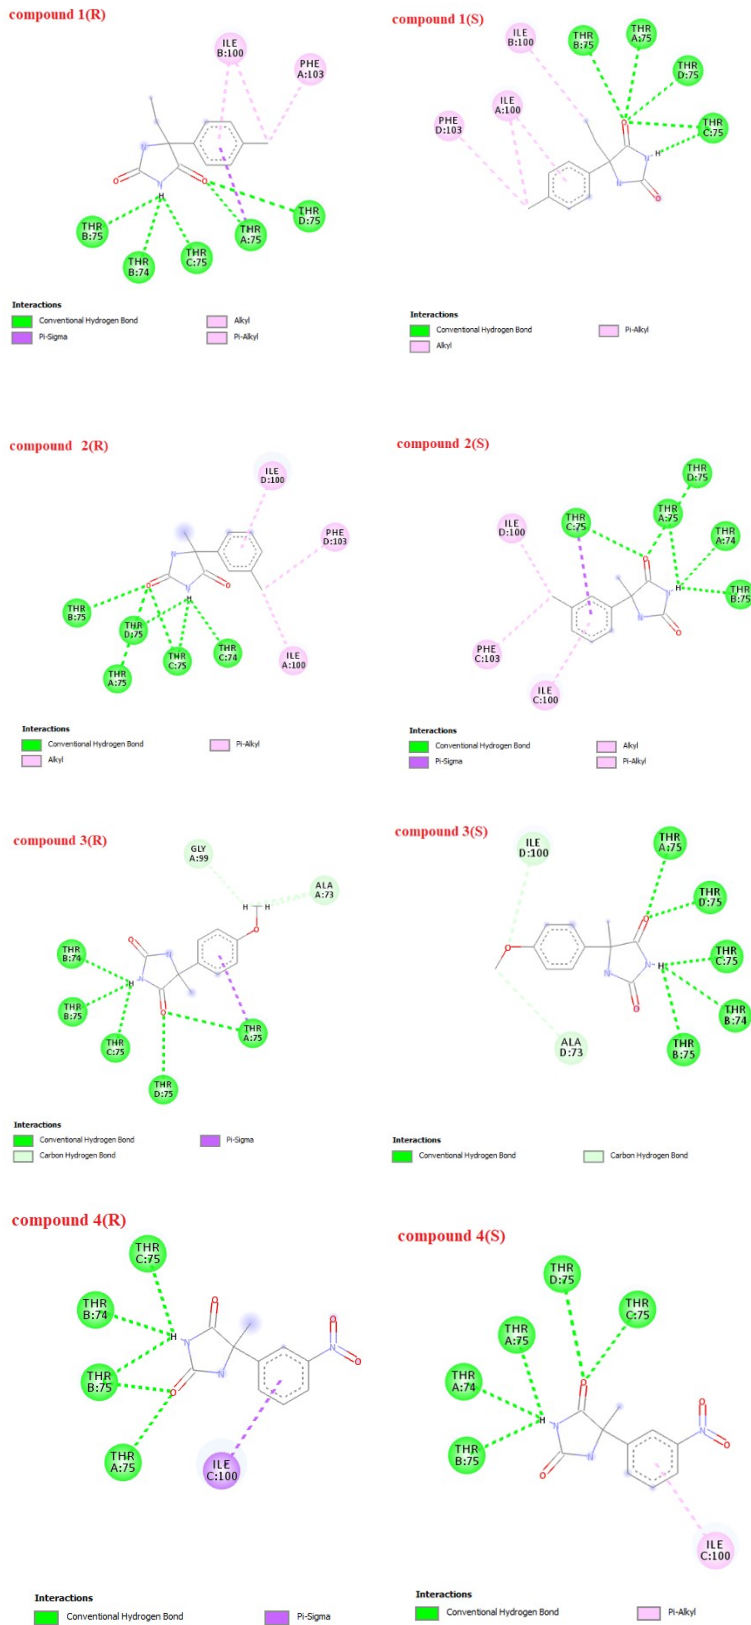 compound 1(R)
ILE
B:100
PHE
A:103
O
N
O
N
H
THR
B:75
THR
B:74
THR
C:75
THR
A:75
THR
D:75
Interactions
Conventional Hydrogen Bond
Pi-Sigma
Alkyl
Pi-Alkyl
compound 1(S)
ILE
B:100
THR
B:75
THR
A:75
THR
D:75
THR
C:75
PHE
D:103
ILE
A:100
O
N
H
N
O
Interactions
Conventional Hydrogen Bond
Alkyl
Pi-Alkyl
compound 2(R)
ILE
D:100
PHE
D:103
N
O
N
O
H
THR
B:75
THR
D:75
THR
A:75
THR
C:75
THR
C:74
ILE
A:100
Interactions
Conventional Hydrogen Bond
Alkyl
Pi-Alkyl
compound 2(S)
THR
D:75
THR
A:75
THR
C:75
ILE
D:100
THR
A:74
THR
B:75
O
N
H
N
O
PHE
C:103
ILE
C:100
Interactions
Conventional Hydrogen Bond
Pi-Sigma
Alkyl
Pi-Alkyl
compound 3(R)
GLY
A:99
ALA
A:73
H
H
O
O
N
N
H
O
THR
B:74
THR
B:75
THR
C:75
THR
A:75
THR
D:75
Interactions
Conventional Hydrogen Bond
Carbon Hydrogen Bond
Pi-Sigma
compound 3(S)
ILE
D:100
THR
A:75
THR
D:75
THR
C:75
THR
B:74
THR
B:75
O
O
N
H
N
O
ALA
D:73
Interactions
Conventional Hydrogen Bond
Carbon Hydrogen Bond
compound 4(R)
THR
C:75
THR
B:74
THR
B:75
THR
A:75
O
H
N
N
O
O
N
O
ILE
C:100
Interactions
Conventional Hydrogen Bond
Pi-Sigma
compound 4(S)
THR
D:75
THR
C:75
THR
A:75
THR
A:74
THR
B:75
O
H
N
N
O
O
N
O
ILE
C:100
Interactions
Conventional Hydrogen Bond
Pi-Alkyl